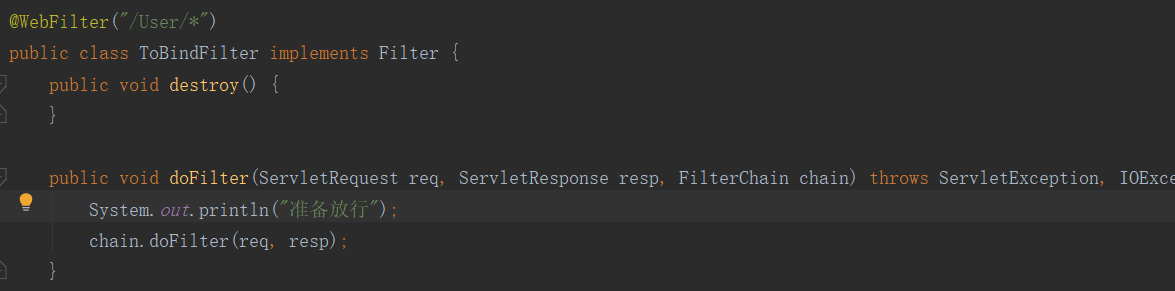 @WebFilter("/User/*")
public class ToBindFilter implements Filter {
    public void destroy() {
    }
    public void doFilter(ServletRequest req, ServletResponse resp, FilterChain chain) throws ServletException, IOExce
        System.out.println("准备放行");
        chain.doFilter(req, resp);
    }